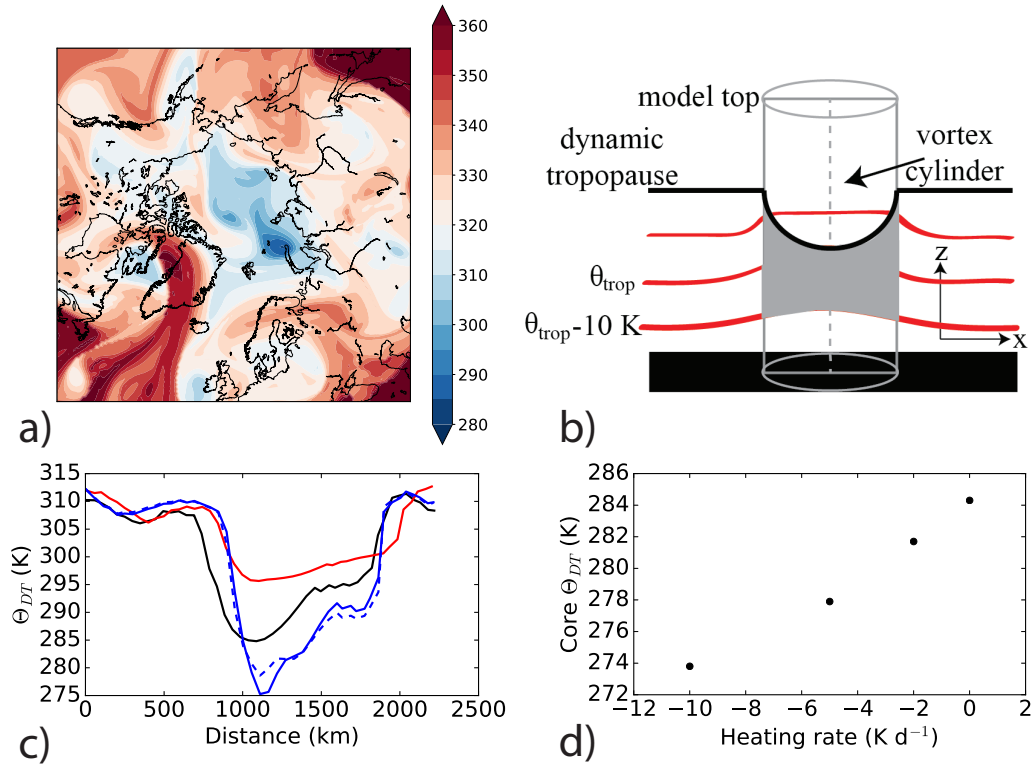 360
350
340
330
320
310
300
290
280
a)
model top
dynamic
tropopause
vortex
cylinder
θtrop
θtrop-10 K
z
x
b)
315
310
305
300
295
290
285
280
275
0 500 1000 1500 2000 2500
ΘDT (K)
Distance (km)
c)
286
284
282
280
278
276
274
272
−12 −10 −8 −6 −4 −2 0 2
Core ΘDT (K)
Heating rate (K d−1)
d)